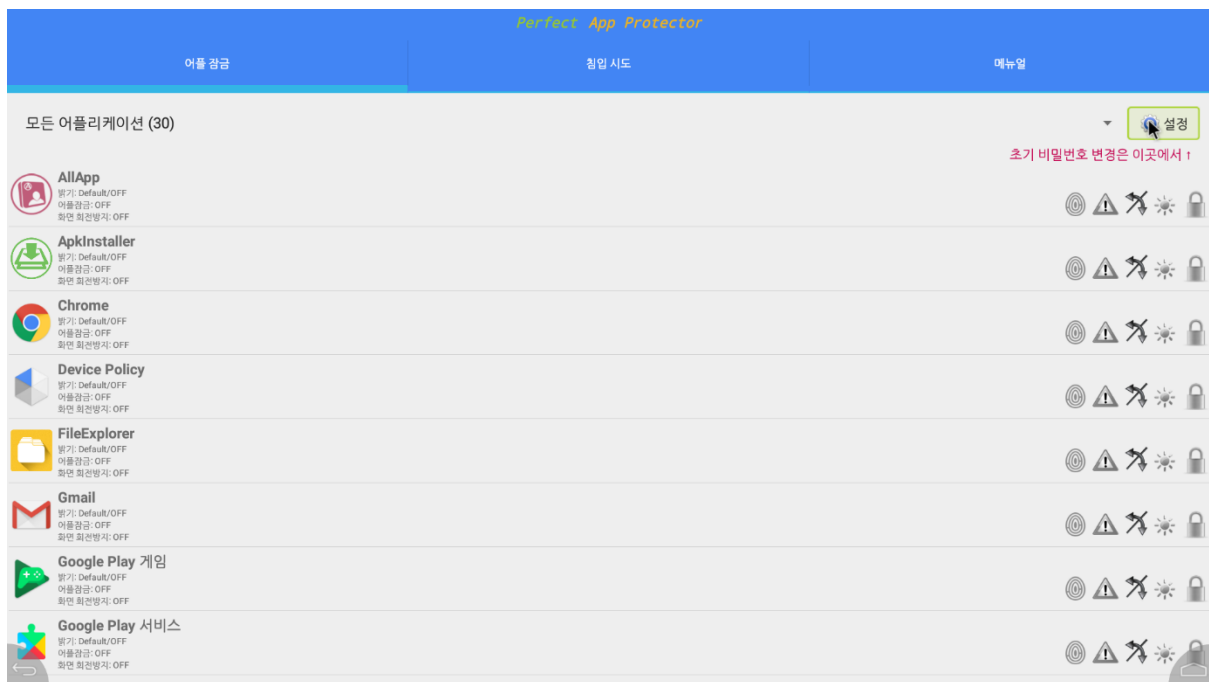 Perfect App Protector
어플 잠금
침입 시도
메뉴얼
모든 어플리케이션 (30)
설정
초기 비밀번호 변경은 이곳에서 ↑
AllApp
밝기: Default/OFF
어플잠금: OFF
화면 회전방지: OFF
ApkInstaller
밝기: Default/OFF
어플잠금: OFF
화면 회전방지: OFF
Chrome
밝기: Default/OFF
어플잠금: OFF
화면 회전방지: OFF
Device Policy
밝기: Default/OFF
어플잠금: OFF
화면 회전방지: OFF
FileExplorer
밝기: Default/OFF
어플잠금: OFF
화면 회전방지: OFF
Gmail
밝기: Default/OFF
어플잠금: OFF
화면 회전방지: OFF
Google Play 게임
밝기: Default/OFF
어플잠금: OFF
화면 회전방지: OFF
Google Play 서비스
밝기: Default/OFF
어플잠금: OFF
화면 회전방지: OFF